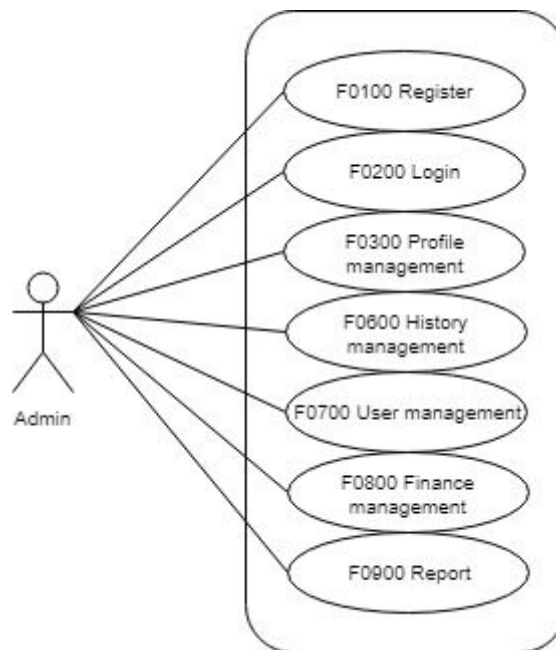 F0100 Register
F0200 Login
F0300 Profile
management
F0600 History
management
Admin
F0700 User management
F0800 Finance
management
F0900 Report